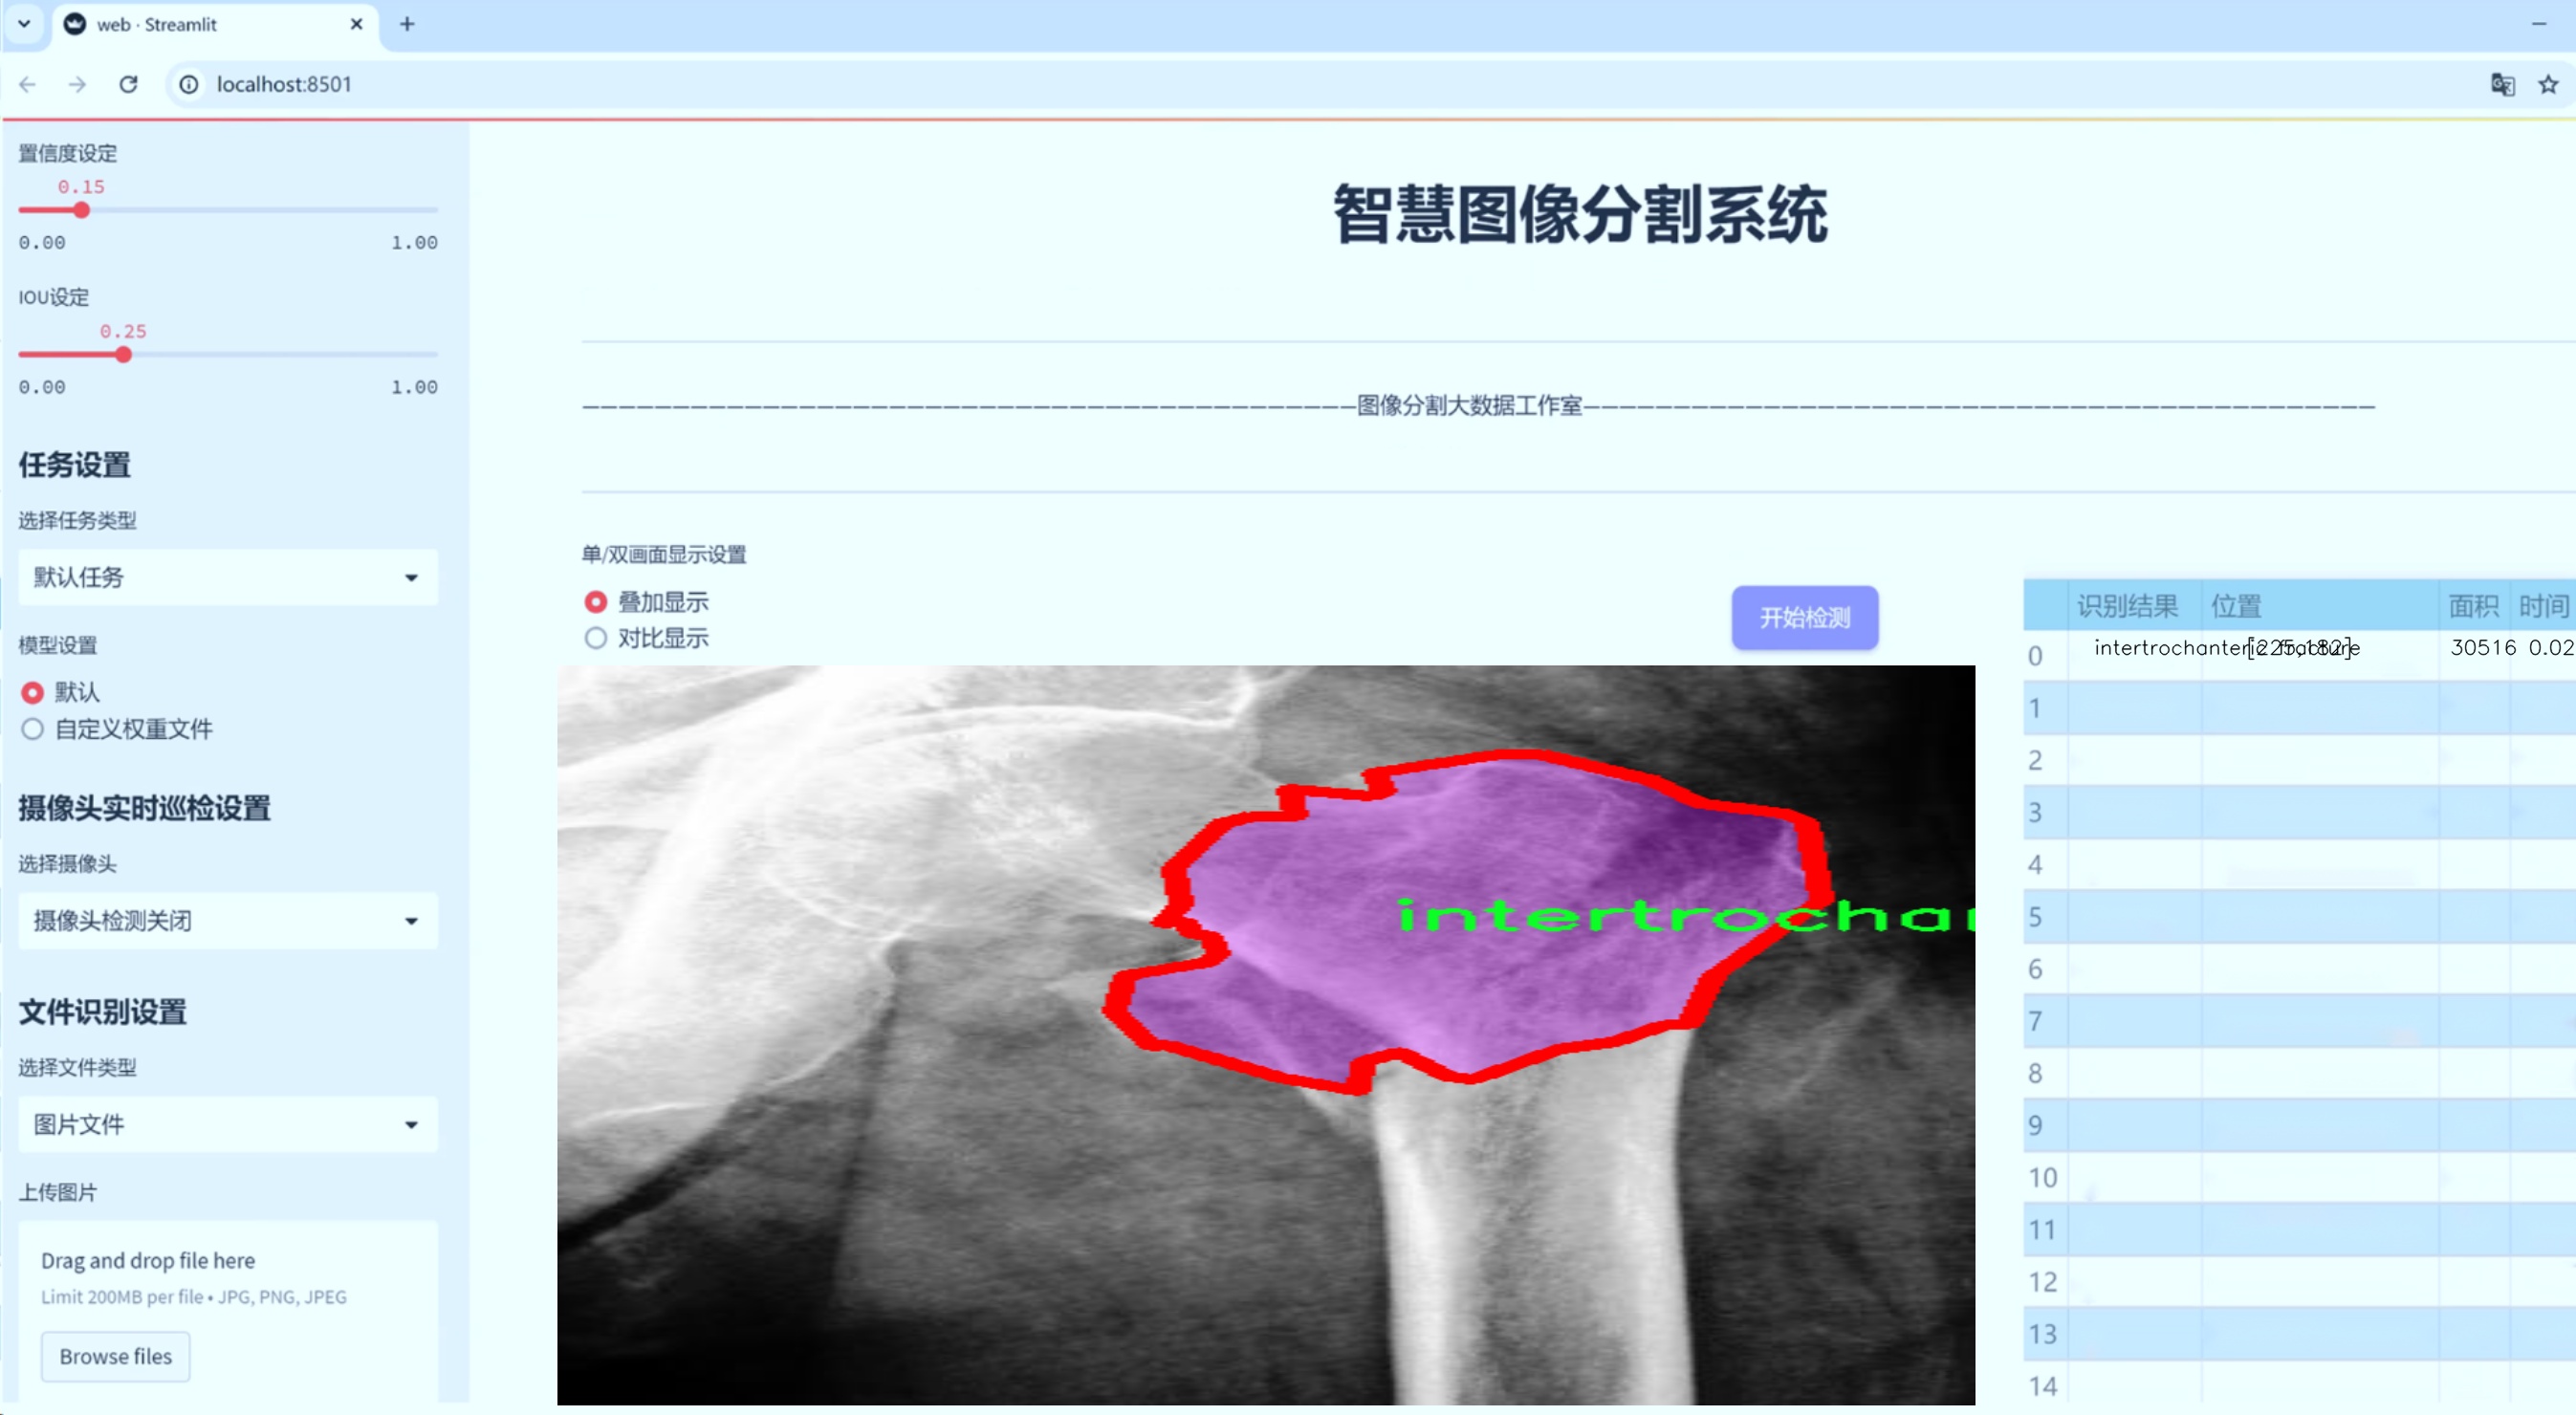 web · Streamlit
localhost:8501
置信度设定
0.15
0.00 1.00
IOU设定
0.25
0.00 1.00
任务设置
选择任务类型
默认任务
模型设置
默认
自定义权重文件
摄像头实时巡检设置
选择摄像头
摄像头检测关闭
文件识别设置
选择文件类型
图片文件
上传图片
Drag and drop file here
Limit 200MB per file • JPG, PNG, JPEG
Browse files
智慧图像分割系统
图像分割大数据工作室
单/双画面显示设置
叠加显示
对比显示
开始检测
intertrochan
识别结果 位置 面积 时间
0 intertrochanteric fracture [225,182] 30516 0.02
1
2
3
4
5
6
7
8
9
10
11
12
13
14